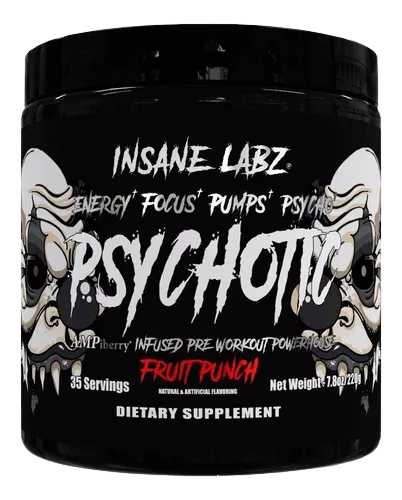 INSANE LABZ®
ENERGY+ FOCUS+ PUMPS+ PSYCHO
PSYCHOTIC
AMPiberry® INFUSED PRE-WORKOUT POWERHOUSE
FRUIT PUNCH
35 Servings
NATURAL & ARTIFICIAL FLAVORING
Net Weight - 7.8oz/220g
DIETARY SUPPLEMENT